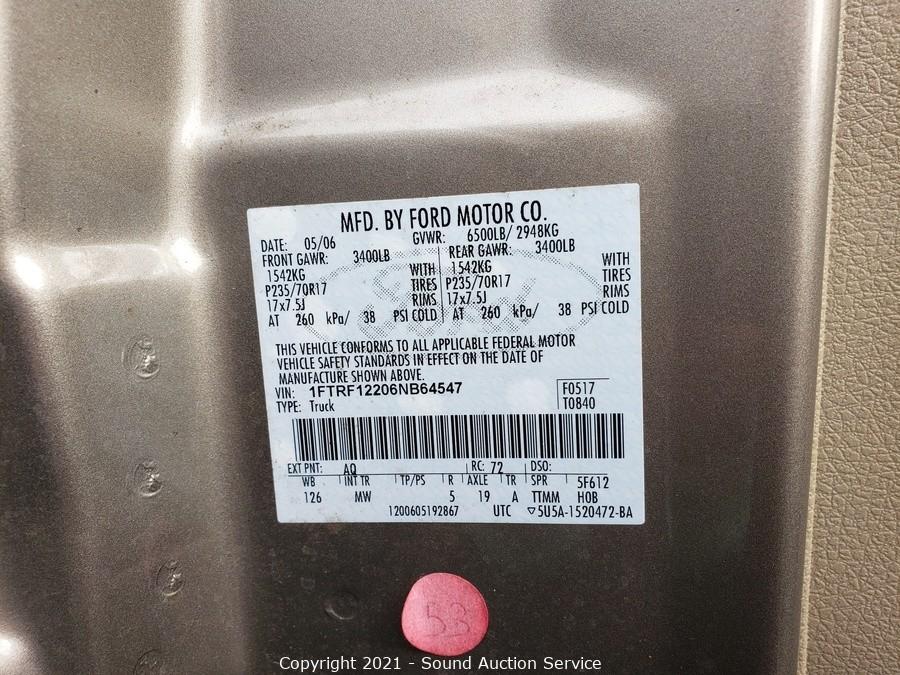 MFD. BY FORD MOTOR CO.
DATE: 05/06 GVWR: 6500LB/ 2948KG
FRONT GAWR: 3400LB REAR GAWR: 3400LB
1542KG WITH 1542KG WITH
P235/70R17 TIRES P235/70R17 TIRES
17x7.5J RIMS 17x7.5J RIMS
AT 260 kPa/ 38 PSI COLD AT 260 kPa/ 38 PSI COLD
Ford
THIS VEHICLE CONFORMS TO ALL APPLICABLE FEDERAL MOTOR
VEHICLE SAFETY STANDARDS IN EFFECT ON THE DATE OF
MANUFACTURE SHOWN ABOVE.
VIN: 1FTRF12206NB64547 F0517
TYPE: Truck T0840
EXT PNT: AQ RC: 72 DSO:
WB INT TR TP/PS R AXLE TR SPR 5F612
126 MW 5 19 A TTMM HOB
1200605192867 UTC ▽5U5A-1520472-BA
53
Copyright 2021 - Sound Auction Service